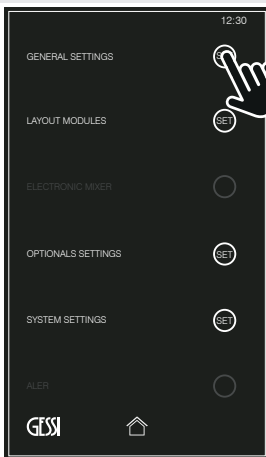 12:30
GENERAL SETTINGS
LAYOUT MODULES SET
ELECTRONIC MIXER
OPTIONALS SETTINGS SET
SYSTEM SETTINGS SET
ALER
GESSI